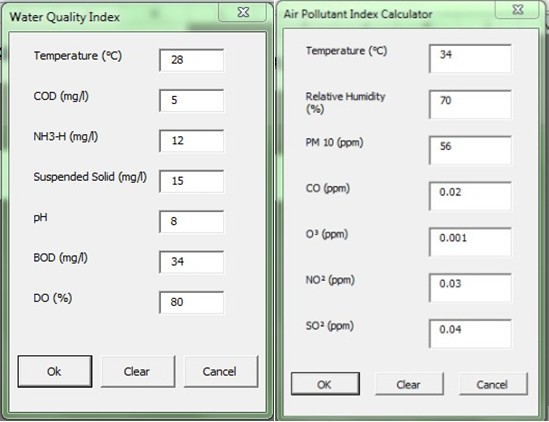 Water Quality Index
Temperature (°C)
28
COD (mg/l)
5
NH3-H (mg/l)
12
Suspended Solid (mg/l)
15
pH
8
BOD (mg/l)
34
DO (%)
80
Ok
Clear
Cancel
Air Pollutant Index Calculator
Temperature (°C)
34
Relative Humidity
(%)
70
PM 10 (ppm)
56
CO (ppm)
0.02
O³ (ppm)
0.001
NO² (ppm)
0.03
SO² (ppm)
0.04
OK
Clear
Cancel